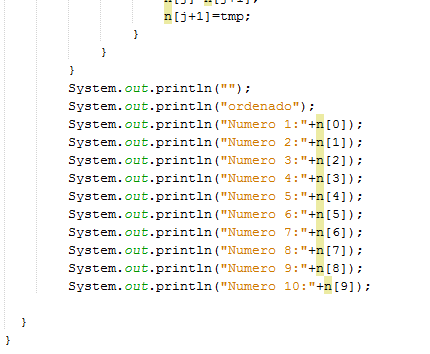 n[j]=n[j+1];
n[j+1]=tmp;
}
}
}
System.out.println("");
System.out.println("ordenado");
System.out.println("Numero 1:"+n[0]);
System.out.println("Numero 2:"+n[1]);
System.out.println("Numero 3:"+n[2]);
System.out.println("Numero 4:"+n[3]);
System.out.println("Numero 5:"+n[4]);
System.out.println("Numero 6:"+n[5]);
System.out.println("Numero 7:"+n[6]);
System.out.println("Numero 8:"+n[7]);
System.out.println("Numero 9:"+n[8]);
System.out.println("Numero 10:"+n[9]);
}
}